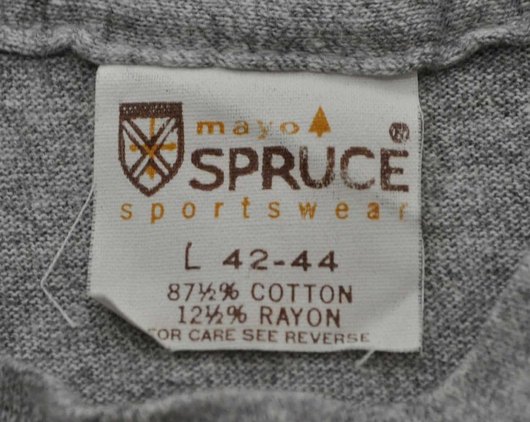 mayo
SPRUCE
sportswear
L 42-44
87½% COTTON
12½% RAYON
FOR CARE SEE REVERSE